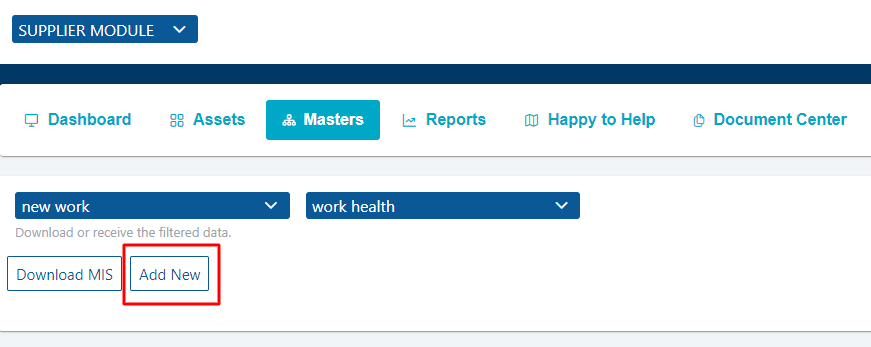 SUPPLIER MODULE
Dashboard Assets Masters Reports Happy to Help Document Center
new work work health
Download or receive the filtered data.
Download MIS Add New